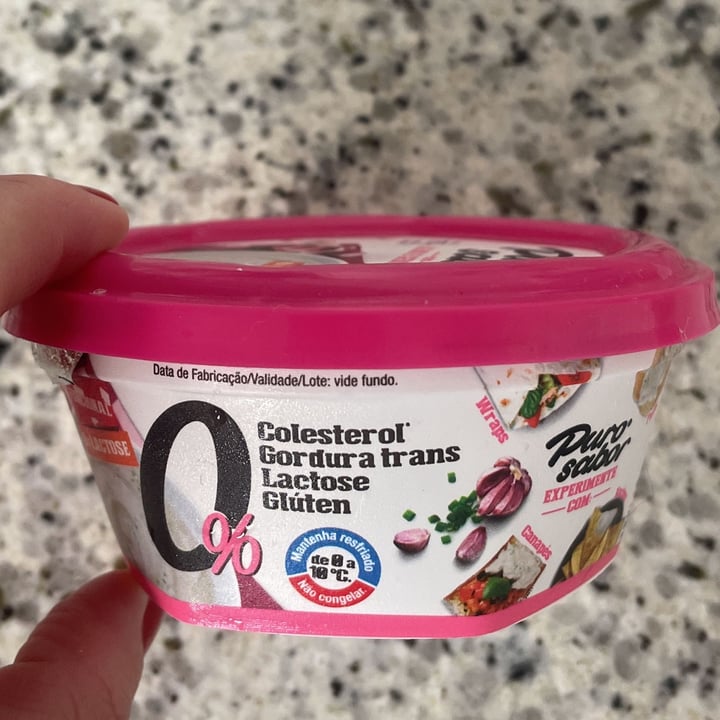 Data de Fabricação/Validade/Lote: vide fundo.
LACTOSE
0%
Colesterol*
Gordura trans
Lactose
Glúten
Mantenha resfriado
de 0 a
10°C.
Não congelar.
Wraps
Puro
sabor
EXPERIMENTE
COM:
Canapés